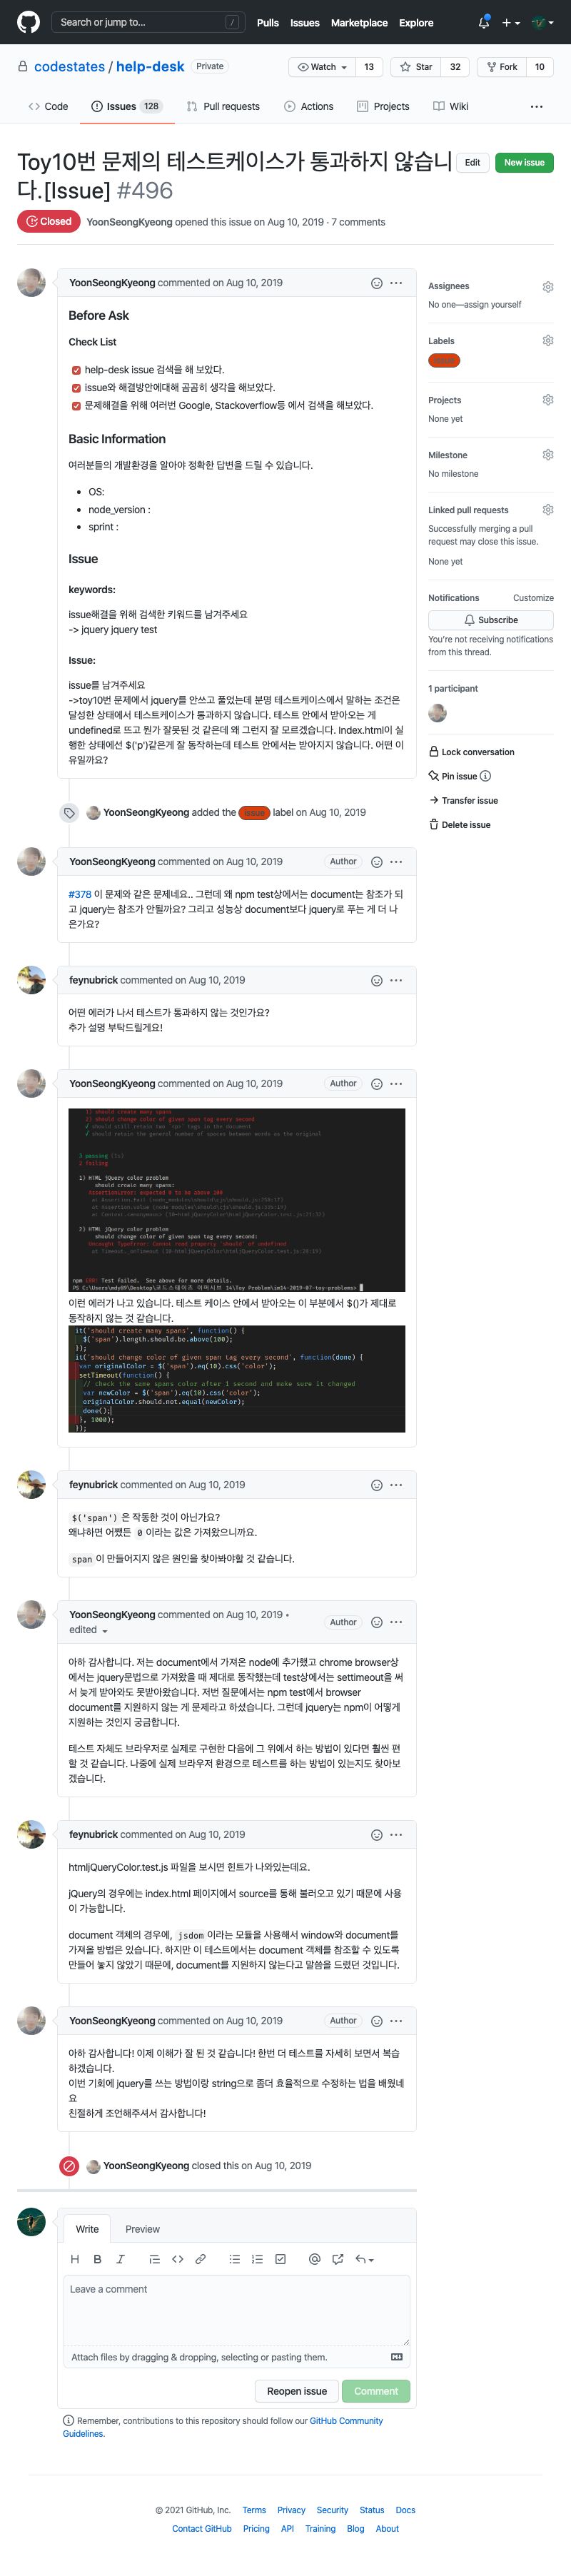 Search or jump to...
/
Pulls Issues Marketplace Explore
codestates / help-desk Private
Watch 13 Star 32 Fork 10
Code Issues 128 Pull requests Actions Projects Wiki
Toy10번 문제의 테스트케이스가 통과하지 않습니
다.[Issue] #496
Edit New issue
Closed YoonSeongKyeong opened this issue on Aug 10, 2019 · 7 comments
YoonSeongKyeong commented on Aug 10, 2019
Before Ask
Check List
help-desk issue 검색을 해 보았다.
issue와 해결방안에대해 곰곰히 생각을 해보았다.
문제해결을 위해 여러번 Google, Stackoverflow등 에서 검색을 해보았다.
Basic Information
여러분들의 개발환경을 알아야 정확한 답변을 드릴 수 있습니다.
OS:
node_version :
sprint :
Issue
keywords:
issue해결을 위해 검색한 키워드를 남겨주세요
-> jquery jquery test
Issue:
issue를 남겨주세요
->toy10번 문제에서 jquery를 안쓰고 풀었는데 분명 테스트케이스에서 말하는 조건은
달성한 상태에서 테스트케이스가 통과하지 않습니다. 테스트 안에서 받아오는 게
undefined로 뜨고 뭔가 잘못된 것 같은데 왜 그런지 잘 모르겠습니다. Index.html이 실
행한 상태에선 $('p')같은게 잘 동작하는데 테스트 안에서는 받아지지 않습니다. 어떤 이
유일까요?
Assignees
No one—assign yourself
Labels
issue
Projects
None yet
Milestone
No milestone
Linked pull requests
Successfully merging a pull
request may close this issue.
None yet
Notifications Customize
Subscribe
You're not receiving notifications
from this thread.
1 participant
Lock conversation
Pin issue
Transfer issue
Delete issue
YoonSeongKyeong added the issue label on Aug 10, 2019
YoonSeongKyeong commented on Aug 10, 2019 Author
#378 이 문제와 같은 문제네요.. 그런데 왜 npm test상에서는 document는 참조가 되
고 jquery는 참조가 안될까요? 그리고 성능상 document보다 jquery로 푸는 게 더 나
은가요?
feynubrick commented on Aug 10, 2019
어떤 에러가 나서 테스트가 통과하지 않는 것인가요?
추가 설명 부탁드릴게요!
YoonSeongKyeong commented on Aug 10, 2019 Author
1) should create many spans
2) should change color of given span tag every second
√ should still retain two 'npc' tags in the document
√ should retain the general number of spaces between words as the original
3 passing (3s)
2 failing
1) HTML jQuery color problem
should create many spans:
AssertionError: expected 0 to be above 100
2) HTML jQuery color problem
should change color of given span tag every second:
Uncaught TypeError: Cannot read property 'should' of undefined
npm ERR! Test failed. See above for more details.
이런 에러가 나고 있습니다. 테스트 케이스 안에서 받아오는 이 부분에서 $()가 제대로
동작하지 않는 것 같습니다.
it('should create many spans', function() {
$('span').length.should.be.above(100);
});
it('should change color of given span tag every second', function(done) {
var originalColor = $('span').eq(10).css('color');
setTimeout(function() {
// check the same spans color after 1 second and make sure it changed
var newColor = $('span').eq(10).css('color');
originalColor.should.not.equal(newColor);
done();
}, 1000);
});
feynubrick commented on Aug 10, 2019
$('span') 은 작동한 것이 아닌가요?
왜냐하면 어쨌든 0 이라는 값은 가져왔으니까요.
span 이 만들어지지 않은 원인을 찾아봐야할 것 같습니다.
YoonSeongKyeong commented on Aug 10, 2019 •
edited
Author
아하 감사합니다. 저는 document에서 가져온 node에 추가했고 chrome browser상
에서는 jquery문법으로 가져왔을 때 제대로 동작했는데 test상에서는 settimeout을 써
서 늦게 받아와도 못받아왔습니다. 저번 질문에서는 npm test에서 browser
document를 지원하지 않는 게 문제라고 하셨습니다. 그런데 jquery는 npm이 어떻게
지원하는 것인지 궁금합니다.
테스트 자체도 브라우저로 실제로 구현한 다음에 그 위에서 하는 방법이 있다면 훨씬 편
할 것 같습니다. 나중에 실제 브라우저 환경으로 테스트를 하는 방법이 있는지도 찾아보
겠습니다.
feynubrick commented on Aug 10, 2019
htmljQueryColor.test.js 파일을 보시면 힌트가 나와있는데요.
jQuery의 경우에는 index.html 페이지에서 source를 통해 불러오고 있기 때문에 사용
이 가능합니다.
document 객체의 경우에, jsdom 이라는 모듈을 사용해서 window와 document를
가져올 방법은 있습니다. 하지만 이 테스트에서는 document 객체를 참조할 수 있도록
만들어 놓지 않았기 때문에, document를 지원하지 않는다고 말씀을 드렸던 것입니다.
YoonSeongKyeong commented on Aug 10, 2019 Author
아하 감사합니다! 이제 이해가 잘 된 것 같습니다! 한번 더 테스트를 자세히 보면서 복습
하겠습니다.
이번 기회에 jquery를 쓰는 방법이랑 string으로 좀더 효율적으로 수정하는 법을 배웠네
요
친절하게 조언해주셔서 감사합니다!
YoonSeongKyeong closed this on Aug 10, 2019
Write Preview
Leave a comment
Attach files by dragging & dropping, selecting or pasting them.
Reopen issue Comment
Remember, contributions to this repository should follow our GitHub Community
Guidelines.
© 2021 GitHub, Inc. Terms Privacy Security Status Docs
Contact GitHub Pricing API Training Blog About